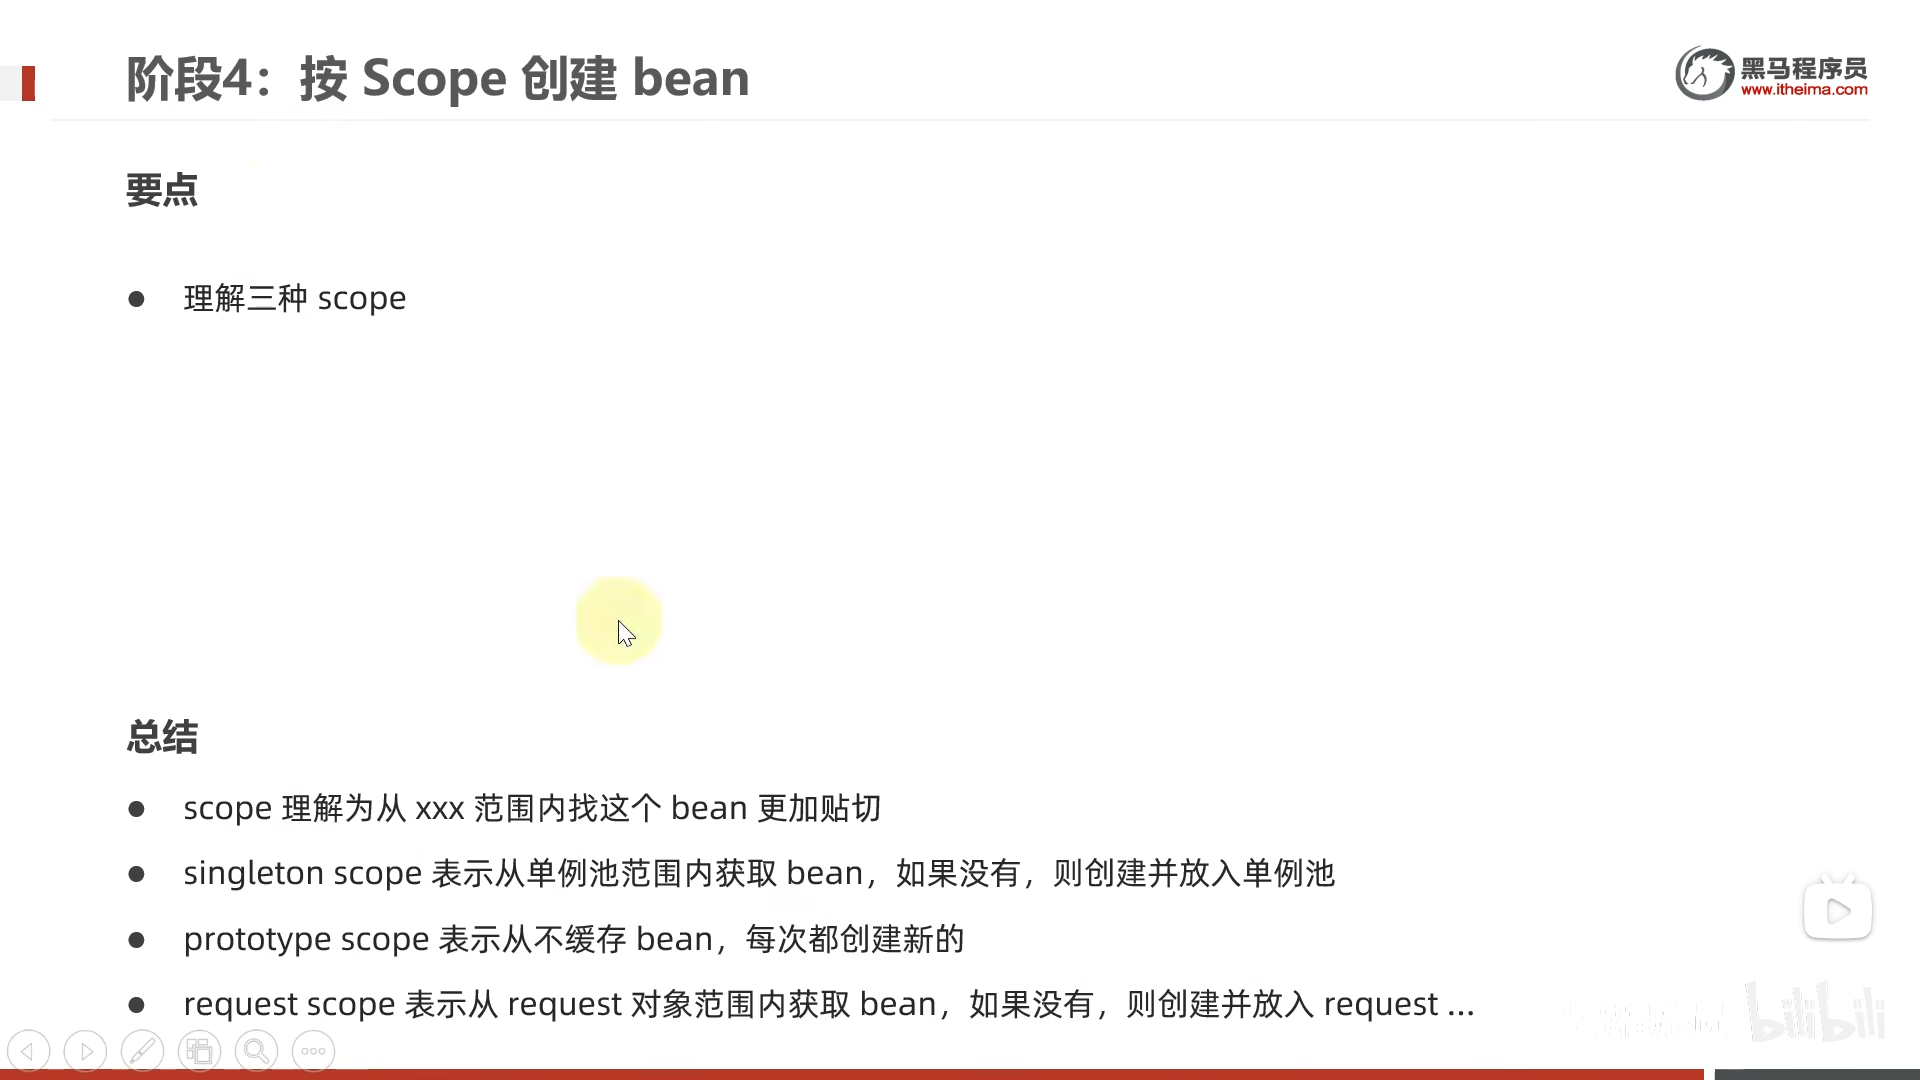 阶段4：按 Scope 创建 bean
黑马程序员
www.itheima.com
要点
理解三种 scope
总结
scope 理解为从 xxx 范围内找这个 bean 更加贴切
singleton scope 表示从单例池范围内获取 bean，如果没有，则创建并放入单例池
prototype scope 表示从不缓存 bean，每次都创建新的
request scope 表示从 request 对象范围内获取 bean，如果没有，则创建并放入 request ...
bilibili